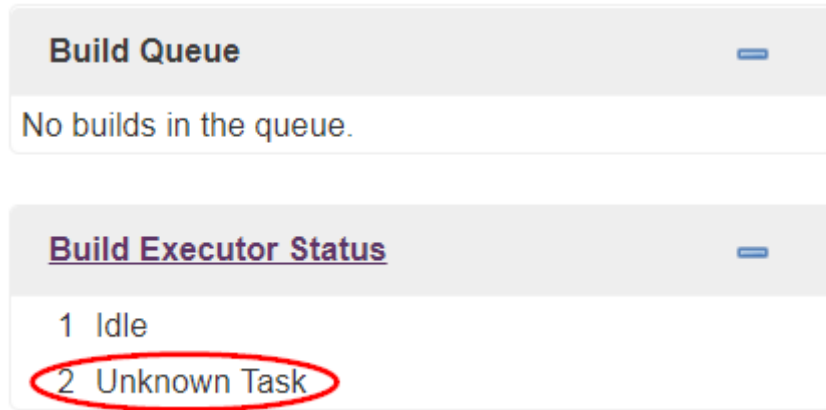 Build Queue
No builds in the queue.
Build Executor Status
1 Idle
2 Unknown Task